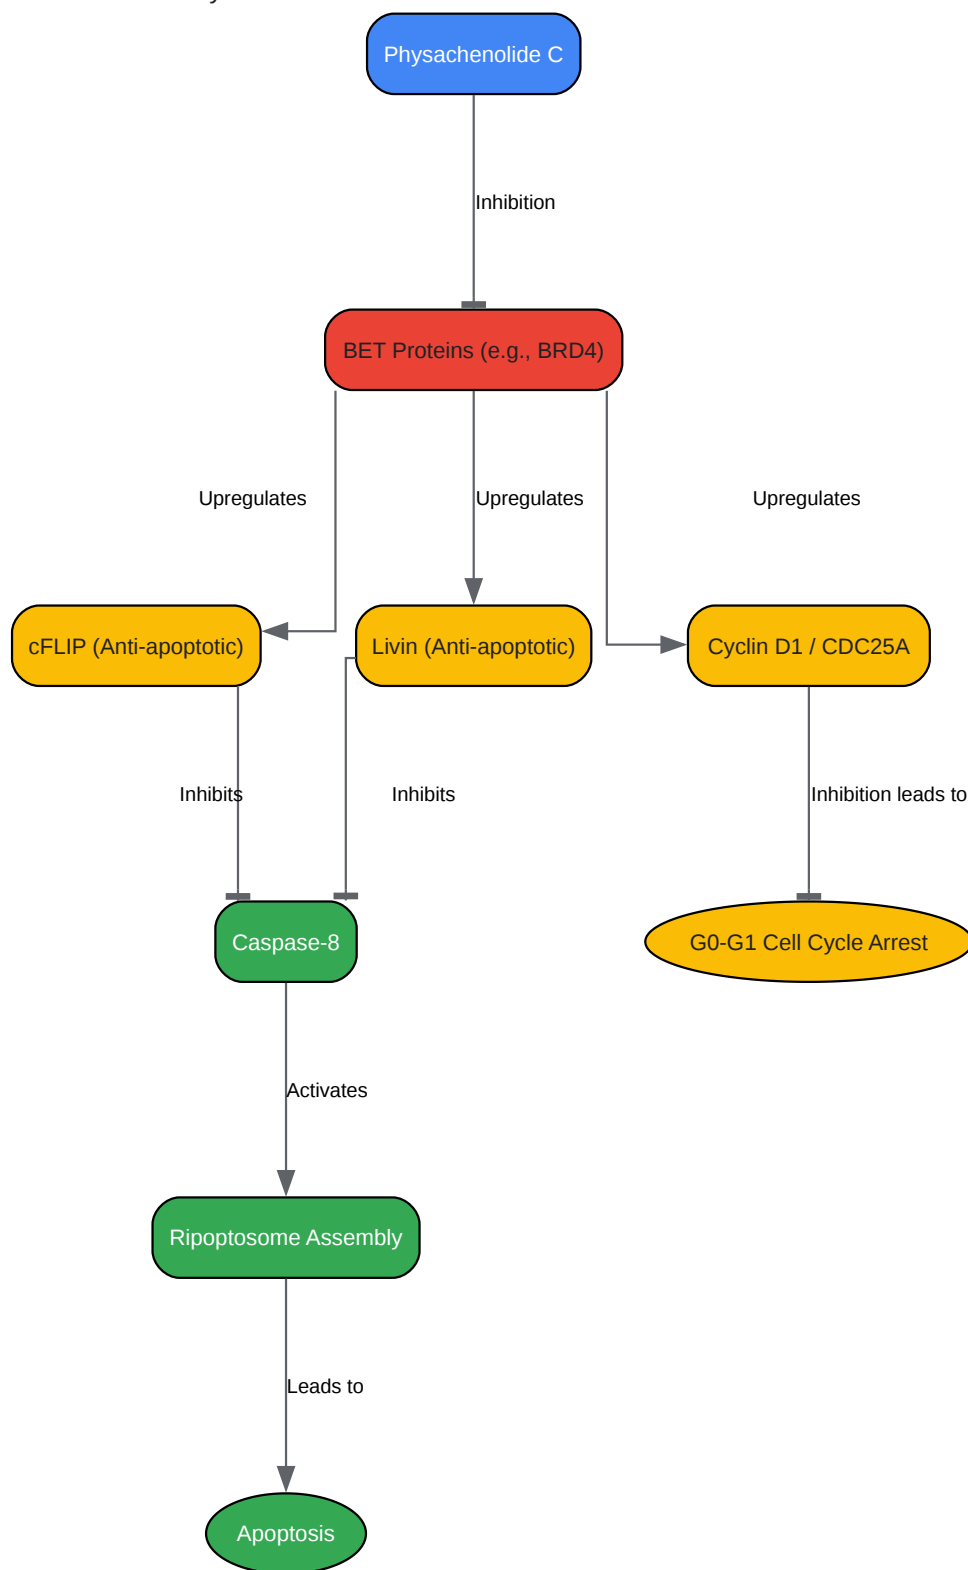 Physachenolide C
Inhibition
BET Proteins (e.g., BRD4)
Upregulates
Upregulates
Upregulates
cFLIP (Anti-apoptotic)
Livin (Anti-apoptotic)
Cyclin D1 / CDC25A
Inhibits
Inhibits
Inhibition leads to
Caspase-8
G0-G1 Cell Cycle Arrest
Activates
Ripoptosome Assembly
Leads to
Apoptosis